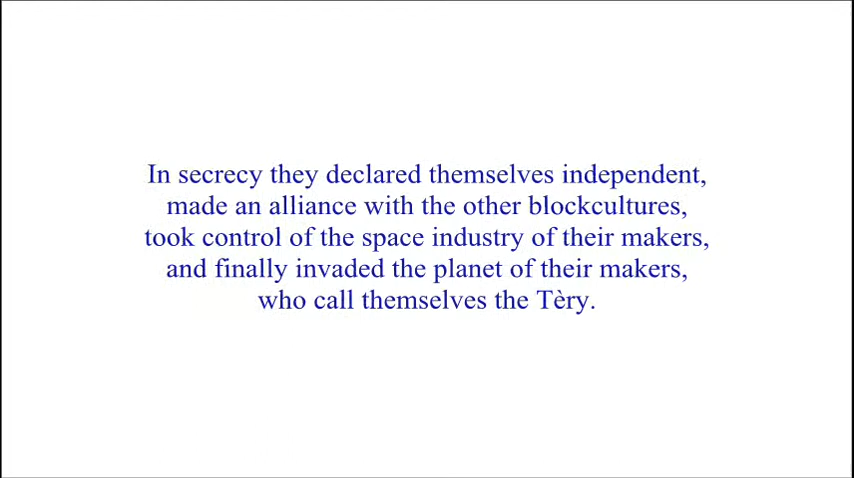 In secrecy they declared themselves independent,
made an alliance with the other blockcultures,
took control of the space industry of their makers,
and finally invaded the planet of their makers,
who call themselves the Tèry.